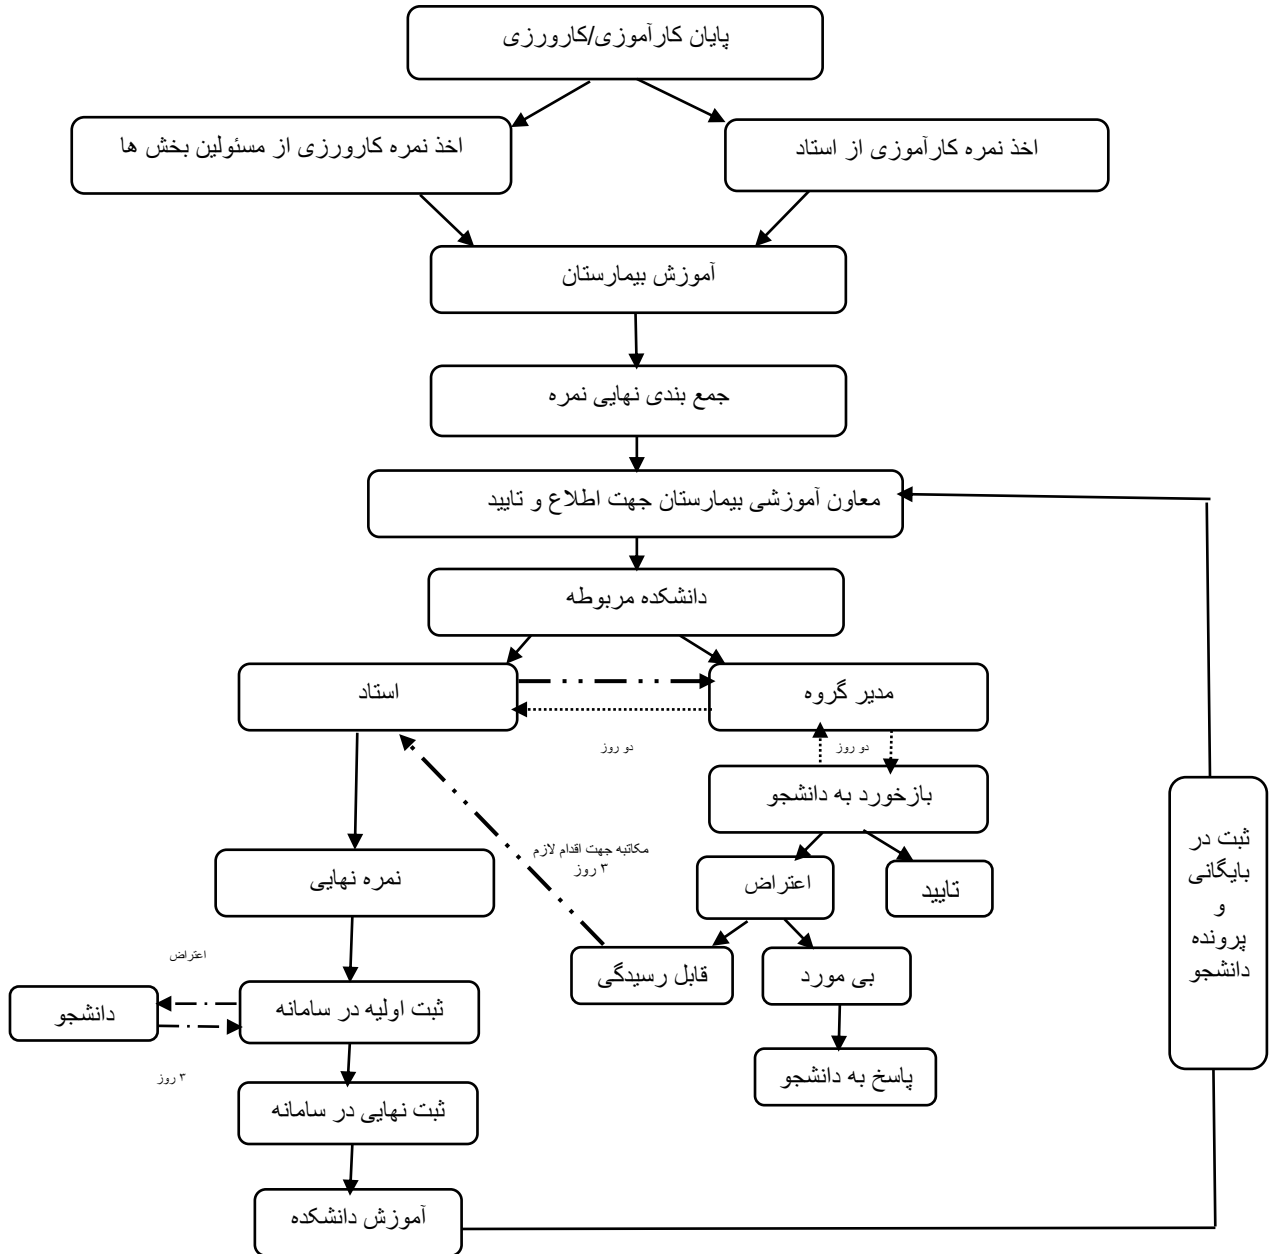 پایان کارآموزی/کارورزی
اخذ نمره کارآموزی از استاد
اخذ نمره کارورزی از مسئولین بخش ها
آموزش بیمارستان
جمع بندی نهایی نمره
معاون آموزشی بیمارستان جهت اطلاع و تایید
دانشکده مربوطه
مدیر گروه
استاد
دو روز
دو روز
بازخورد به دانشجو
مکاتبه جهت اقدام لازم
۳ روز
تایید
اعتراض
نمره نهایی
بی مورد
قابل رسیدگی
اعتراض
ثبت اولیه در سامانه
دانشجو
۳ روز
پاسخ به دانشجو
ثبت نهایی در سامانه
آموزش دانشکده
ثبت در
بایگانی
و
پرونده
دانشجو